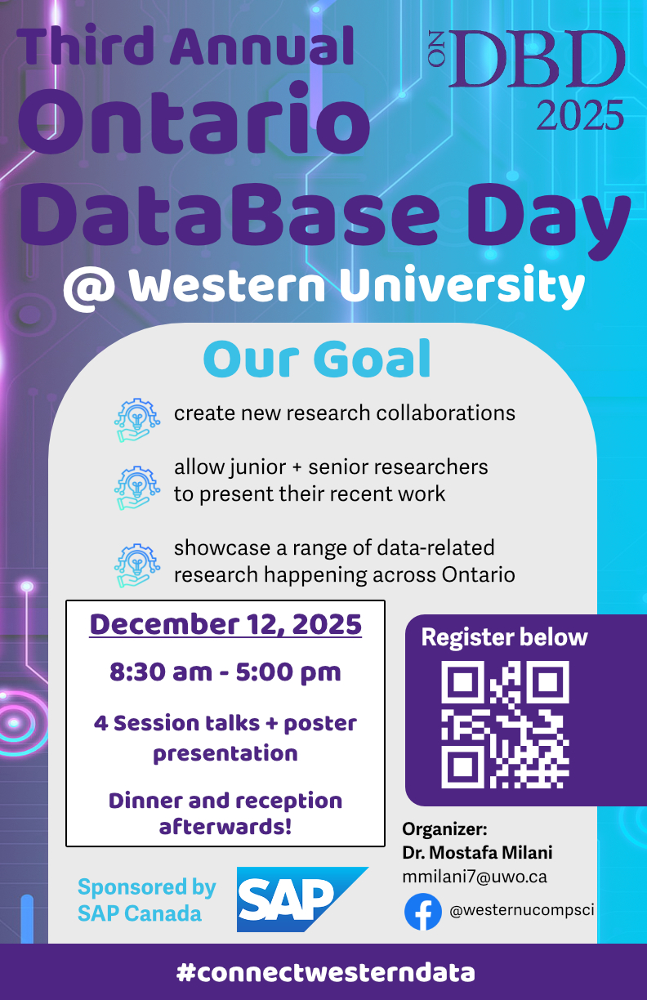 Third Annual
Ontario
DataBase Day
@ Western University
ON DBD
2025
Our Goal
create new research collaborations
allow junior + senior researchers
to present their recent work
showcase a range of data-related
research happening across Ontario
December 12, 2025
8:30 am - 5:00 pm
4 Session talks + poster
presentation
Dinner and reception
afterwards!
Register below
Organizer:
Dr. Mostafa Milani
mmilani7@uwo.ca
@westernucompsci
Sponsored by
SAP Canada
SAP
#connectwesterndata